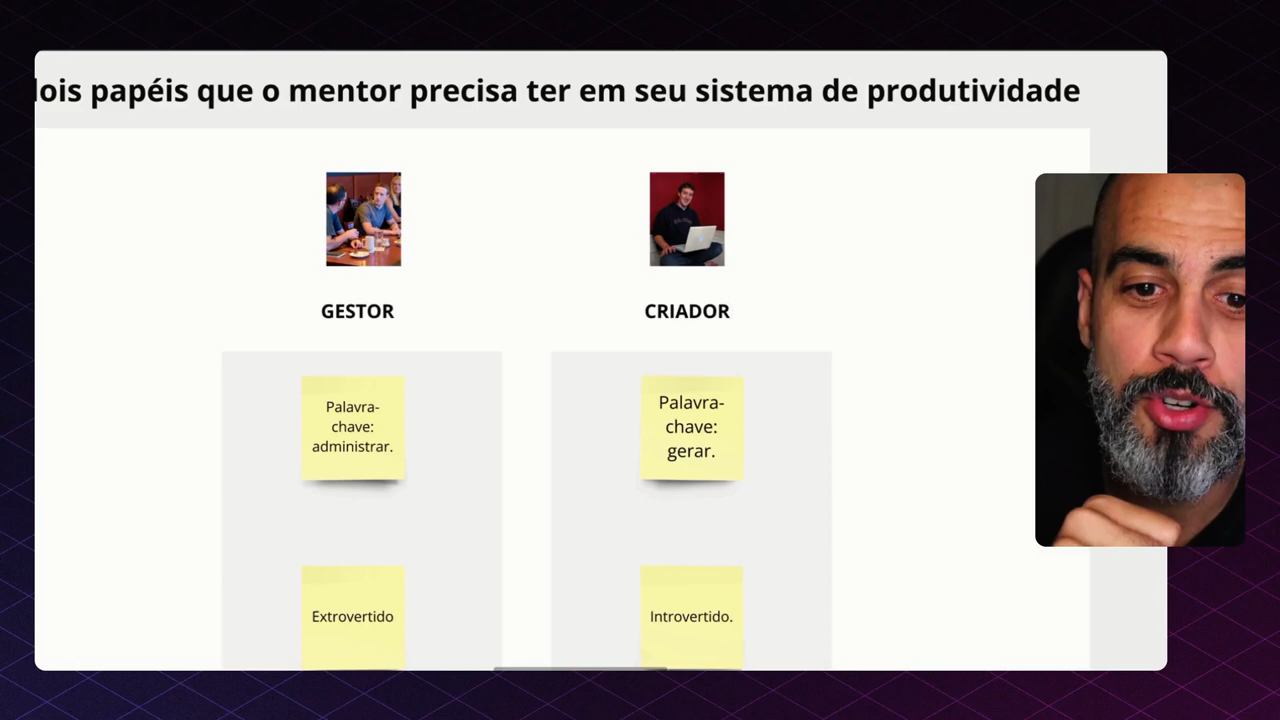 ois papéis que o mentor precisa ter em seu sistema de produtividade
GESTOR
CRIADOR
Palavra-
chave:
administrar.
Palavra-
chave:
gerar.
Extrovertido
Introvertido.